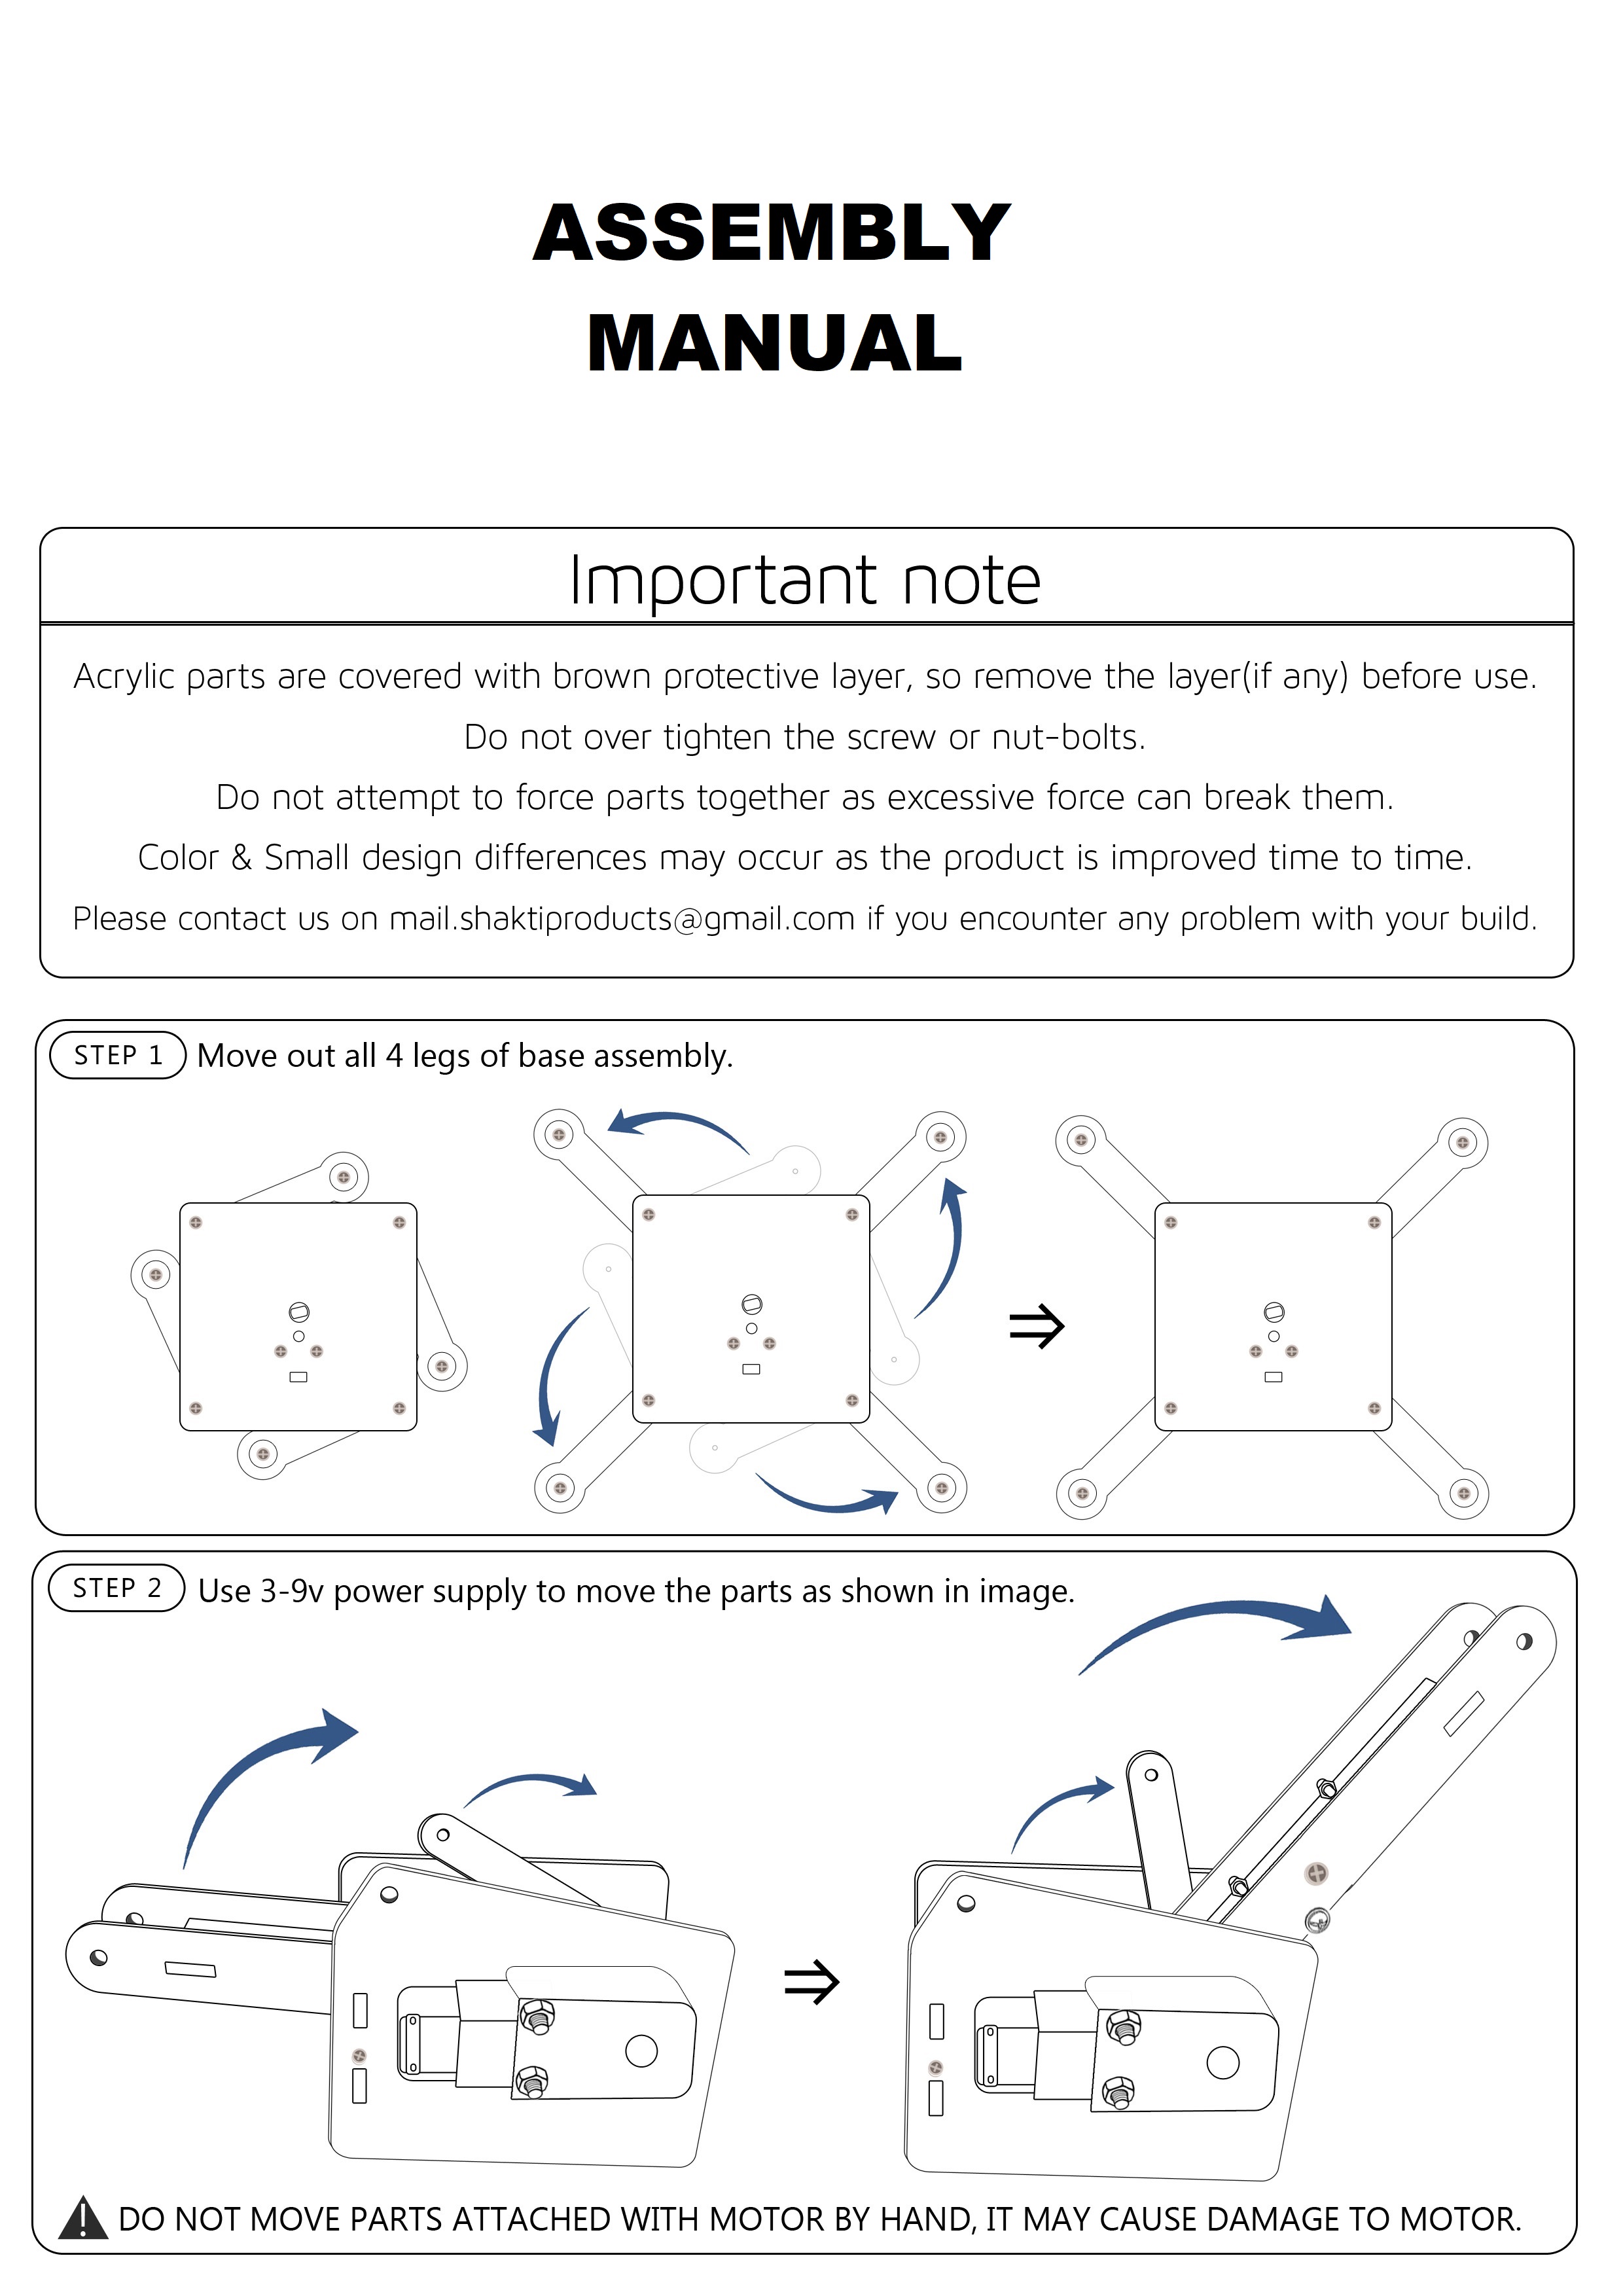 ASSEMBLY
MANUAL
Important note
Acrylic parts are covered with brown protective layer, so remove the layer(if any) before use.
Do not over tighten the screw or nut-bolts.
Do not attempt to force parts together as excessive force can break them.
Color & Small design differences may occur as the product is improved time to time.
Please contact us on mail.shaktiproducts@gmail.com if you encounter any problem with your build.
STEP 1 Move out all 4 legs of base assembly.
STEP 2 Use 3-9v power supply to move the parts as shown in image.
DO NOT MOVE PARTS ATTACHED WITH MOTOR BY HAND, IT MAY CAUSE DAMAGE TO MOTOR.